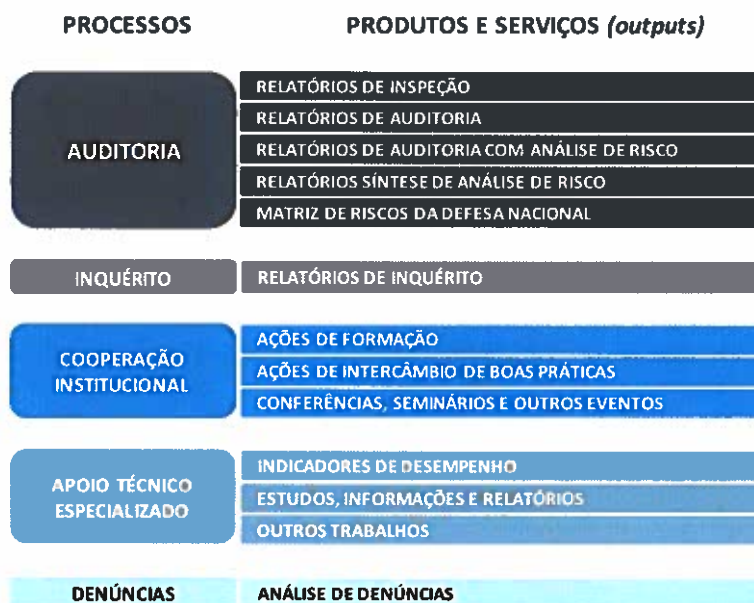 PROCESSOS
PRODUTOS E SERVIÇOS (outputs)
AUDITORIA
RELATÓRIOS DE INSPEÇÃO
RELATÓRIOS DE AUDITORIA
RELATÓRIOS DE AUDITORIA COM ANÁLISE DE RISCO
RELATÓRIOS SÍNTESE DE ANÁLISE DE RISCO
MATRIZ DE RISCOS DA DEFESA NACIONAL
INQUÉRITO
RELATÓRIOS DE INQUÉRITO
COOPERAÇÃO
INSTITUCIONAL
AÇÕES DE FORMAÇÃO
AÇÕES DE INTERCÂMBIO DE BOAS PRÁTICAS
CONFERÊNCIAS, SEMINÁRIOS E OUTROS EVENTOS
APOIO TÉCNICO
ESPECIALIZADO
INDICADORES DE DESEMPENHO
ESTUDOS, INFORMAÇÕES E RELATÓRIOS
OUTROS TRABALHOS
DENÚNCIAS
ANÁLISE DE DENÚNCIAS